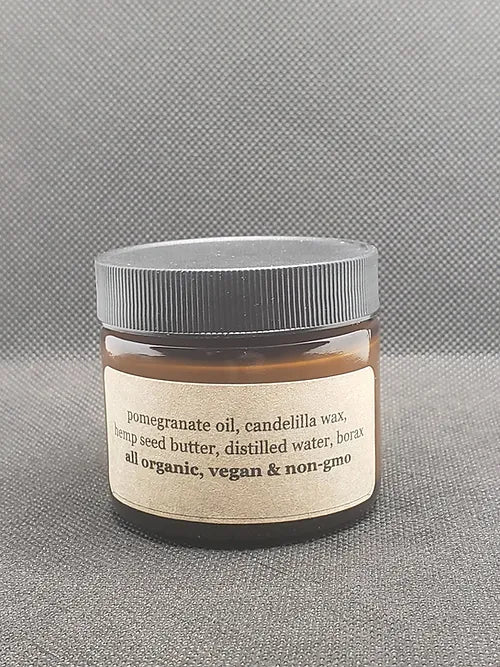 pomegranate oil, candelilla wax,
hemp seed butter, distilled water, borax
all organic, vegan & non-gmo